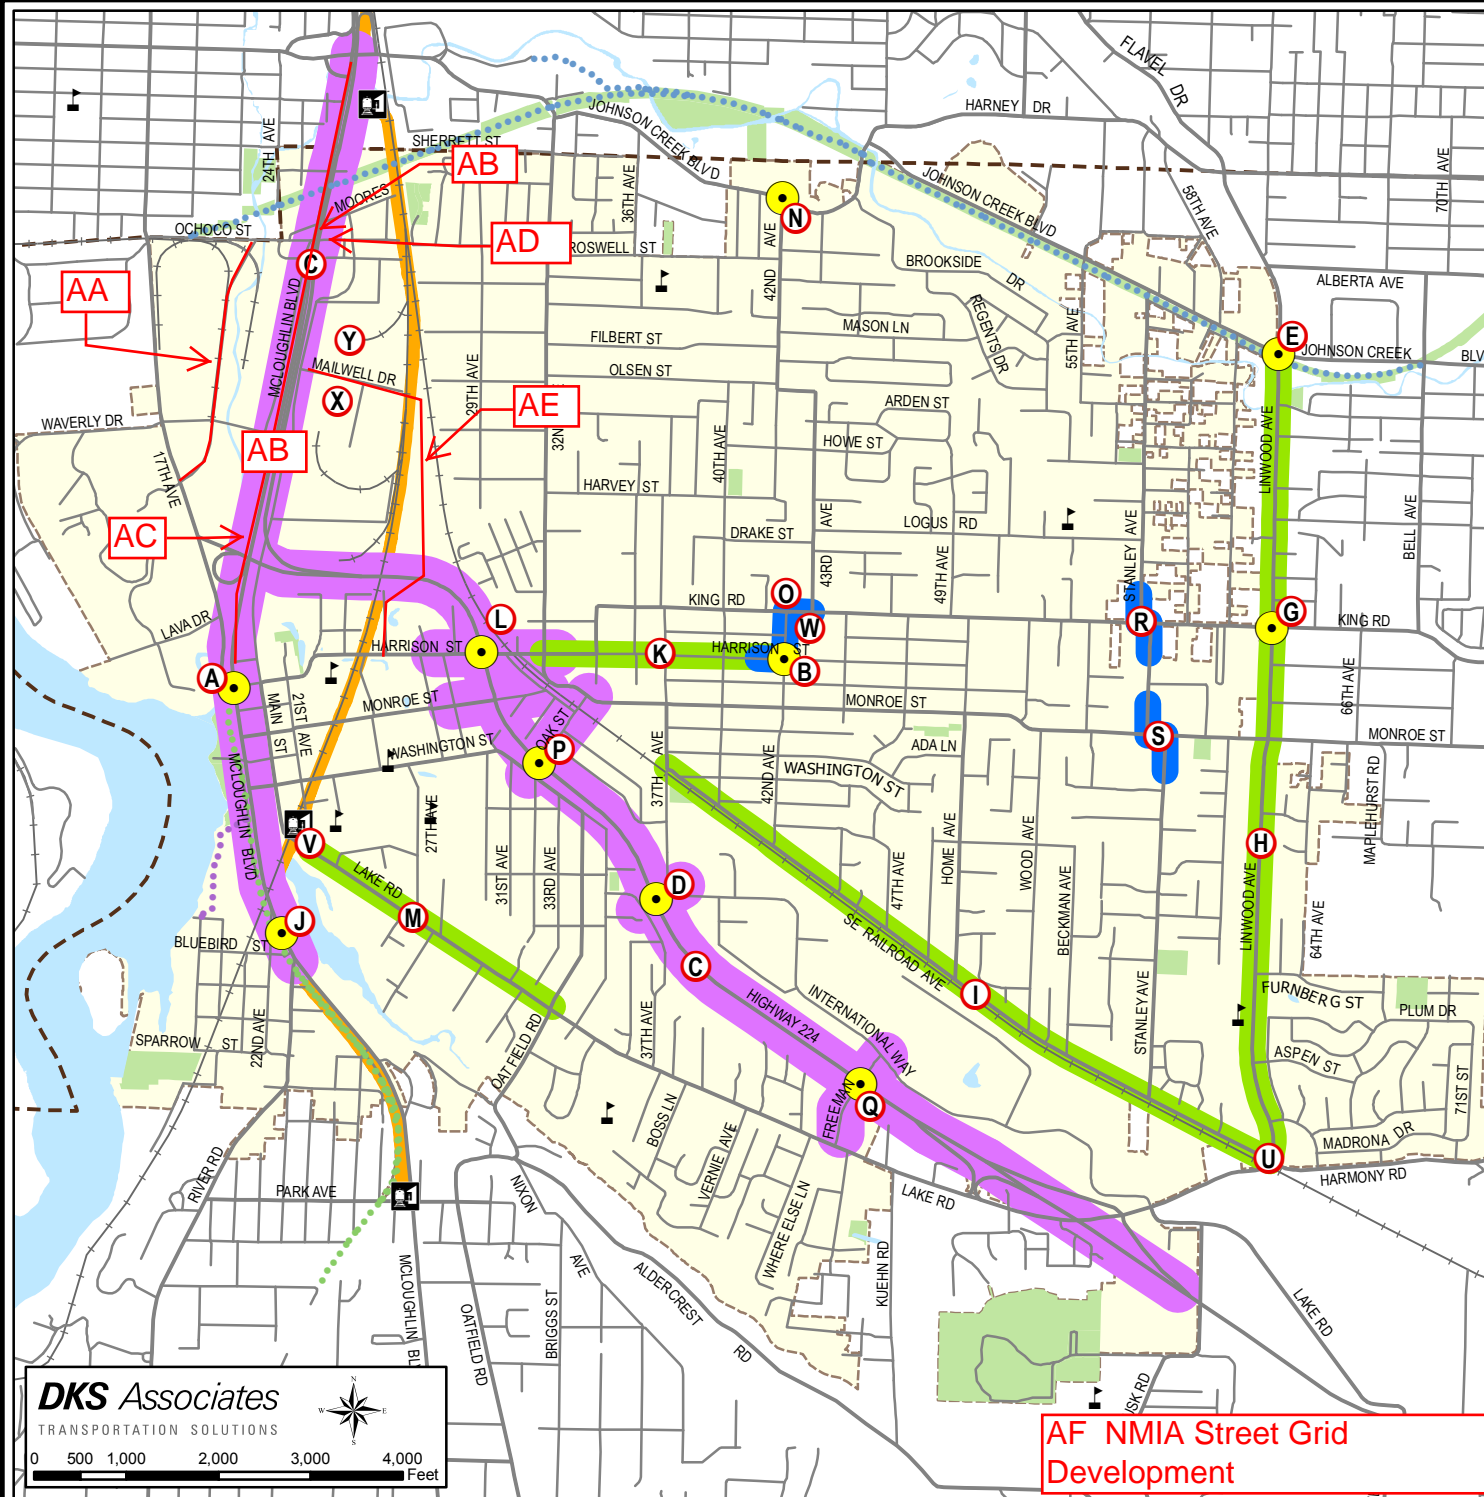 FLAVEL DR
HARNEY DR
JOHNSON CREEK BLVD
SHERRETT ST
24TH AVE
AB
MOORES
36TH AVE
JOHNSON CREEK BLVD
58TH AVE
70TH AVE
N
OCHOCO ST
AD
ROSWELL ST
42ND AVE
BROOKSIDE DR
C
AA
ALBERTA AVE
MCLOUGHLIN BLVD
REGENTS DR
55TH AVE
MASON LN
Y
FILBERT ST
E
JOHNSON CREEK BLV
MAILWELL DR
29TH AVE
OLSEN ST
X
AE
ARDEN ST
WAVERLY DR
32N
40TH AVE
HOWE ST
LINWOOD AVE
AB
17TH AVE
HARVEY ST
AC
DRAKE ST
43RD AVE
LOGUS RD
49TH AVE
STANLEY AVE
BELL AVE
KING RD
O
L
W
R
G
KING RD
LAVA DR
HARRISON ST
K
HARRISON ST
B
A
MAIN ST
21ST AVE
MONROE ST
MONROE ST
66TH AVE
OAK ST
WASHINGTON ST
P
S
MONROE ST
ADA LN
37TH AVE
42ND AVE
WASHINGTON ST
MCLOUGHLIN BLVD
27TH AVE
MAPLEHURST RD
V
LAKE RD
31ST AVE
33RD AVE
D
47TH AVE
HOME AVE
WOOD AVE
BECKMAN AVE
H
M
J
BLUEBIRD ST
SE RAILROAD AVE
LINWOOD AVE
64TH AVE
C
I
FURNBERG ST
PLUM DR
HIGHWAY 224
INTERNATIONAL WAY
SPARROW ST
22ND AVE
OATFIELD RD
37TH AVE
STANLEY AVE
ASPEN ST
71ST ST
FREEMAN
Q
BOSS LN
VERNIE AVE
MADRONA DR
U
HARMONY RD
RIVER RD
PARK AVE
NIXON AVE
WHERE ELSE LN
LAKE RD
KUEHN RD
MCLOUGHLIN BLV
OATFIELD RD
BRIGGS ST
ALDERCREST RD
LAKE RD
USK RD
DKS Associates
TRANSPORTATION SOLUTIONS
N
W E
S
0 500 1,000 2,000 3,000 4,000
Feet
AF NMIA Street Grid
Development